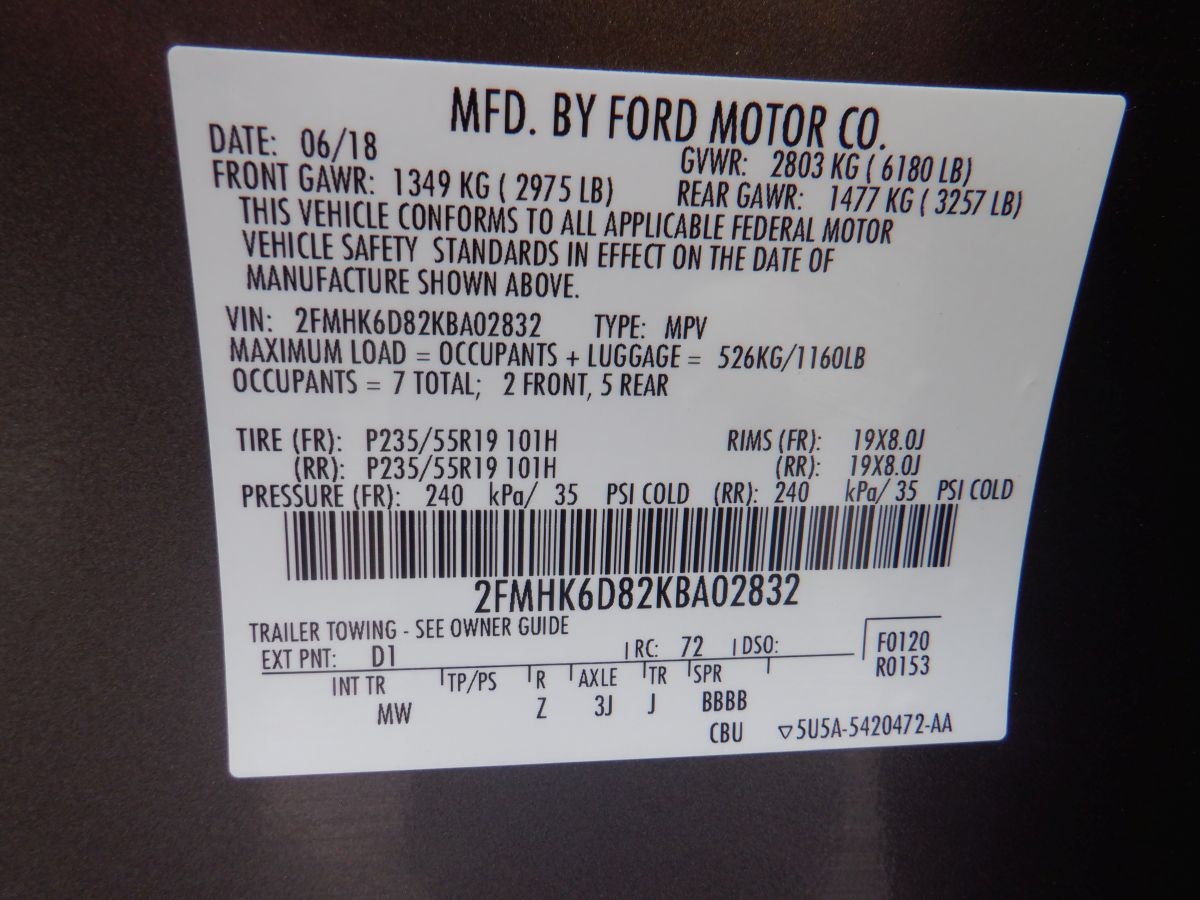 MFD. BY FORD MOTOR CO.
DATE: 06/18 GVWR: 2803 KG ( 6180 LB)
FRONT GAWR: 1349 KG ( 2975 LB) REAR GAWR: 1477 KG ( 3257 LB)
THIS VEHICLE CONFORMS TO ALL APPLICABLE FEDERAL MOTOR
VEHICLE SAFETY STANDARDS IN EFFECT ON THE DATE OF
MANUFACTURE SHOWN ABOVE.
VIN: 2FMHK6D82KBA02832 TYPE: MPV
MAXIMUM LOAD = OCCUPANTS + LUGGAGE = 526KG/1160LB
OCCUPANTS = 7 TOTAL; 2 FRONT, 5 REAR
TIRE (FR): P235/55R19 101H RIMS (FR): 19X8.0J
(RR): P235/55R19 101H (RR): 19X8.0J
PRESSURE (FR): 240 kPa/ 35 PSI COLD (RR): 240 kPa/ 35 PSI COLD
2FMHK6D82KBA02832
TRAILER TOWING - SEE OWNER GUIDE
EXT PNT: D1 RC: 72 DSO: F0120
R0153
INT TR TP/PS R AXLE TR SPR
MW Z 3J J BBBB
CBU ▽5U5A-5420472-AA